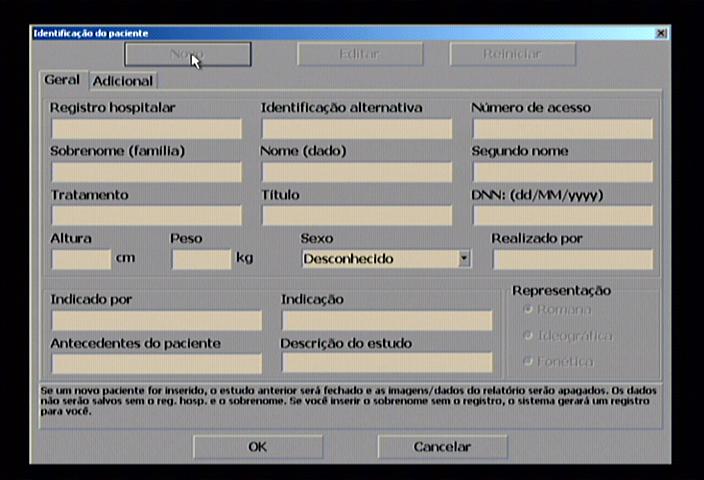 Identificação do paciente
Novo Editar Reiniciar
Geral Adicional
Registro hospitalar Identificação alternativa Número de acesso
Sobrenome (família) Nome (dado) Segundo nome
Tratamento Título DNN: (dd/MM/yyyy)
Altura Peso Sexo Realizado por
cm kg Desconhecido
Indicado por Indicação Representação
Romana
Ideográfica
Antecedentes do paciente Descrição do estudo
Fonética
Se um novo paciente for inserido, o estudo anterior será fechado e as imagens/dados do relatório serão apagados. Os dados
não serão salvos sem o reg. hosp. e o sobrenome. Se você inserir o sobrenome sem o registro, o sistema gerará um registro
para você.
OK Cancelar